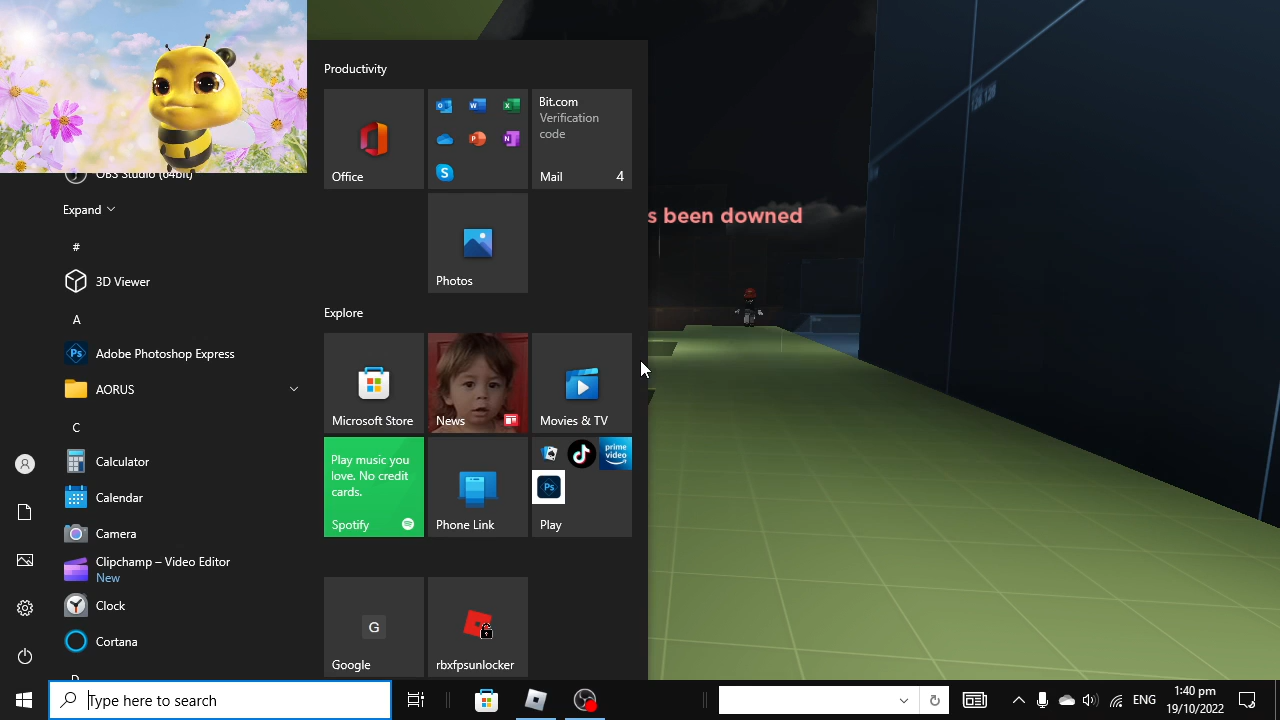 OBS Studio (64bit)
Expand
#
3D Viewer
A
Adobe Photoshop Express
AORUS
C
Calculator
Calendar
Camera
Clipchamp – Video Editor
New
Clock
Cortana
Productivity
Office
Bit.com
Verification
code
Mail 4
Photos
Explore
Microsoft Store
News
Movies & TV
Play music you
love. No credit
cards.
Spotify
Phone Link
prime
video
Ps
Play
G
Google
rbxfpsunlocker
s been downed
Type here to search
ENG
1:40 pm
19/10/2022